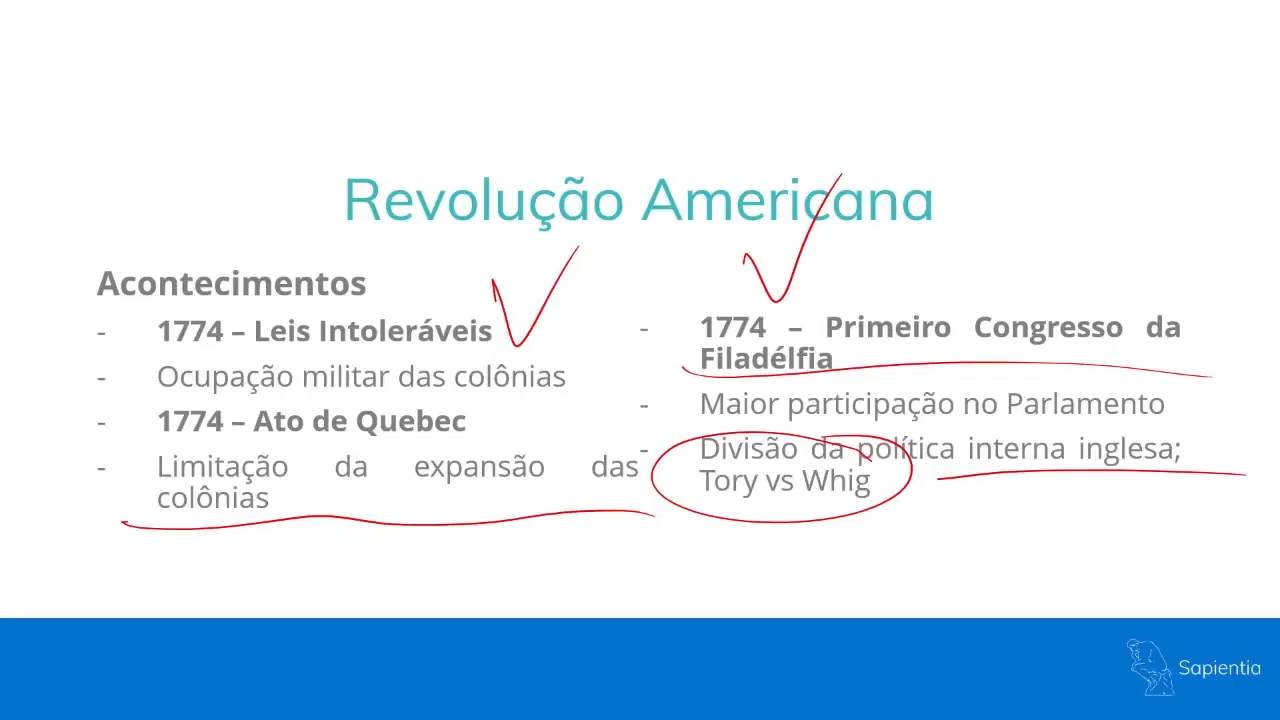 Revolução Americana
Acontecimentos
- 1774 – Leis Intoleráveis
- Ocupação militar das colônias
- 1774 – Ato de Quebec
- Limitação da expansão das
colônias
- 1774 – Primeiro Congresso da
Filadélfia
- Maior participação no Parlamento
- Divisão da política interna inglesa;
Tory vs Whig
Sapientia